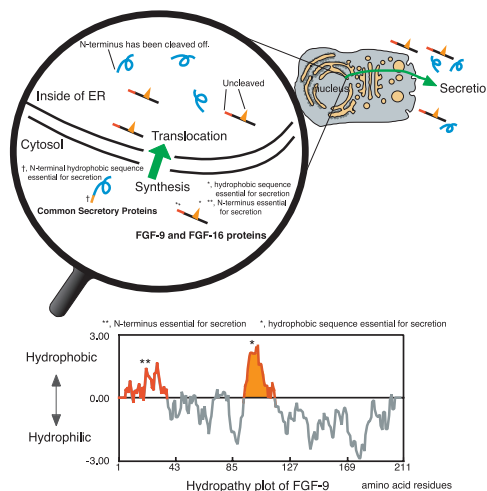 N-terminus has been cleaved off.
Uncleaved
nucleus
Secretio
Inside of ER
Translocation
Cytosol
†, N-terminal hydrophobic sequence
essential for secretion
Synthesis
*, hydrophobic sequence
essential for secretion
**, N-terminus essential
for secretion
†
Common Secretory Proteins
** *
FGF-9 and FGF-16 proteins
**, N-terminus essential for secretion *, hydrophobic sequence essential for secretion
3.00
Hydrophobic
**
*
0.00
Hydrophilic
-3.00
1 43 85 127 169 211
Hydropathy plot of FGF-9 amino acid residues